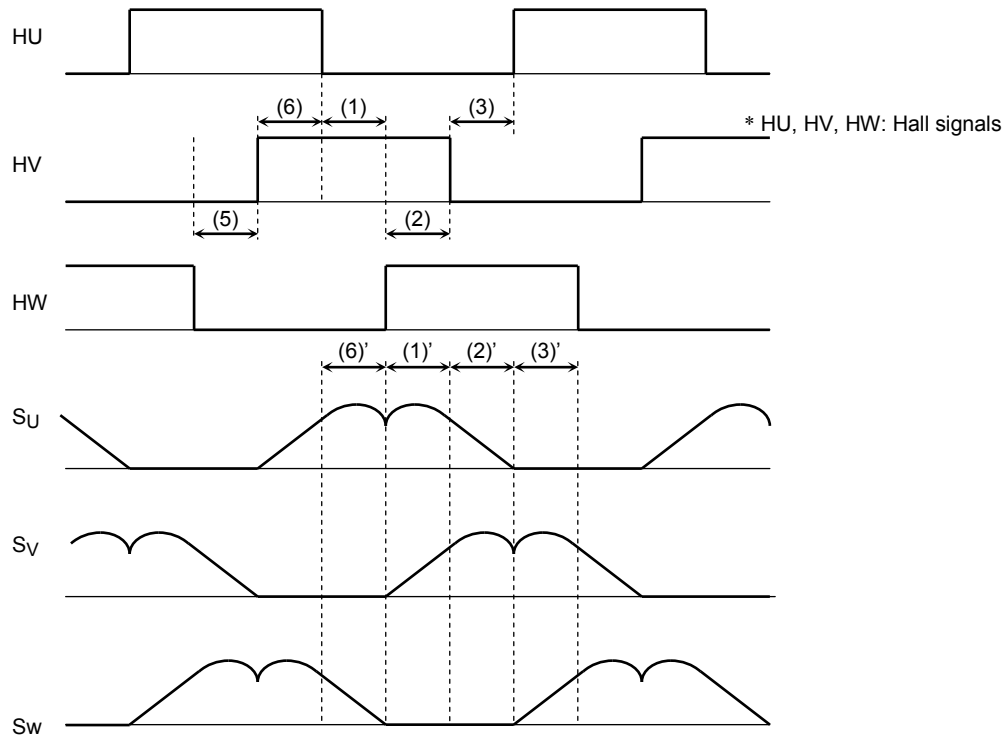 HU
(6) (1) (3)
* HU, HV, HW: Hall signals
HV
(5) (2)
HW
(6)’ (1)’ (2)’ (3)’
SU
SV
Sw